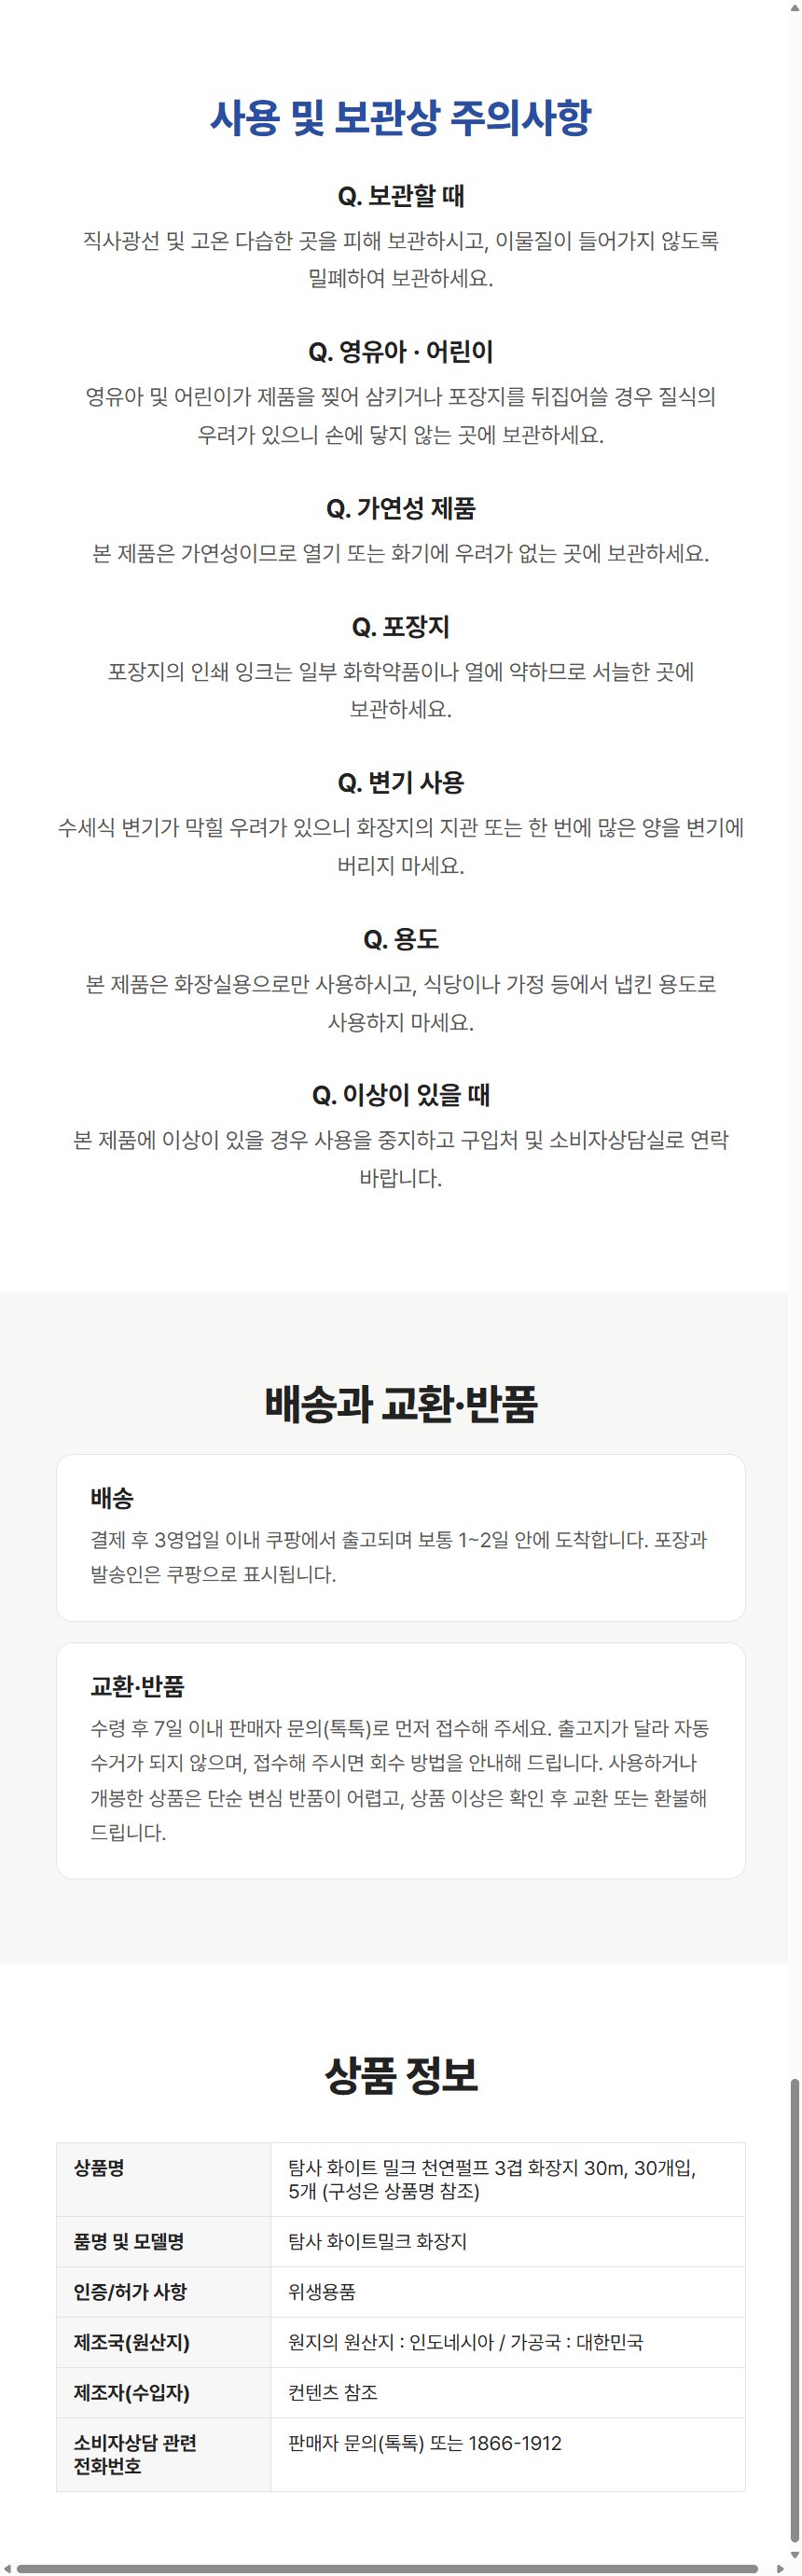 사용 및 보관상 주의사항
Q. 보관할 때
직사광선 및 고온 다습한 곳을 피해 보관하시고, 이물질이 들어가지 않도록
밀폐하여 보관하세요.
Q. 영유아 · 어린이
영유아 및 어린이가 제품을 찢어 삼키거나 포장지를 뒤집어쓸 경우 질식의
우려가 있으니 손에 닿지 않는 곳에 보관하세요.
Q. 가연성 제품
본 제품은 가연성이므로 열기 또는 화기에 우려가 없는 곳에 보관하세요.
Q. 포장지
포장지의 인쇄 잉크는 일부 화학약품이나 열에 약하므로 서늘한 곳에
보관하세요.
Q. 변기 사용
수세식 변기가 막힐 우려가 있으니 화장지의 지관 또는 한 번에 많은 양을 변기에
버리지 마세요.
Q. 용도
본 제품은 화장실용으로만 사용하시고, 식당이나 가정 등에서 냅킨 용도로
사용하지 마세요.
Q. 이상이 있을 때
본 제품에 이상이 있을 경우 사용을 중지하고 구입처 및 소비자상담실로 연락
바랍니다.
배송과 교환·반품
배송
결제 후 3영업일 이내 쿠팡에서 출고되며 보통 1~2일 안에 도착합니다. 포장과
발송인은 쿠팡으로 표시됩니다.
교환·반품
수령 후 7일 이내 판매자 문의(톡톡)로 먼저 접수해 주세요. 출고지가 달라 자동
수거가 되지 않으며, 접수해 주시면 회수 방법을 안내해 드립니다. 사용하거나
개봉한 상품은 단순 변심 반품이 어렵고, 상품 이상은 확인 후 교환 또는 환불해
드립니다.
상품 정보
상품명
탐사 화이트 밀크 천연펄프 3겹 화장지 30m, 30개입,
5개 (구성은 상품명 참조)
품명 및 모델명
탐사 화이트밀크 화장지
인증/허가 사항
위생용품
제조국(원산지)
원지의 원산지 : 인도네시아 / 가공국 : 대한민국
제조자(수입자)
컨텐츠 참조
소비자상담 관련
전화번호
판매자 문의(톡톡) 또는 1866-1912